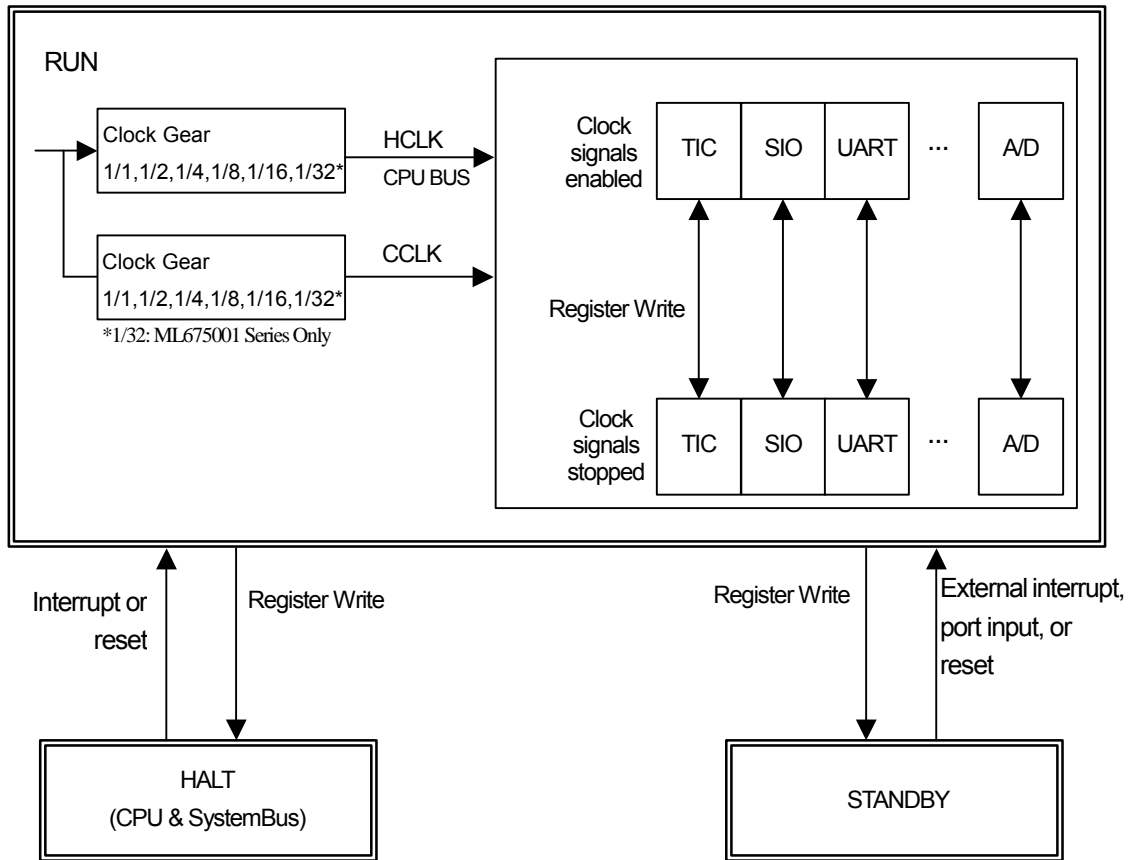 RUN
Clock Gear
1/1,1/2,1/4,1/8,1/16,1/32*
HCLK
CPU BUS
Clock Gear
1/1,1/2,1/4,1/8,1/16,1/32*
CCLK
*1/32: ML675001 Series Only
Clock
signals
enabled
TIC
SIO
UART
...
A/D
Register Write
Clock
signals
stopped
TIC
SIO
UART
...
A/D
Interrupt or
reset
Register Write
Register Write
External interrupt,
port input, or
reset
HALT
(CPU & SystemBus)
STANDBY